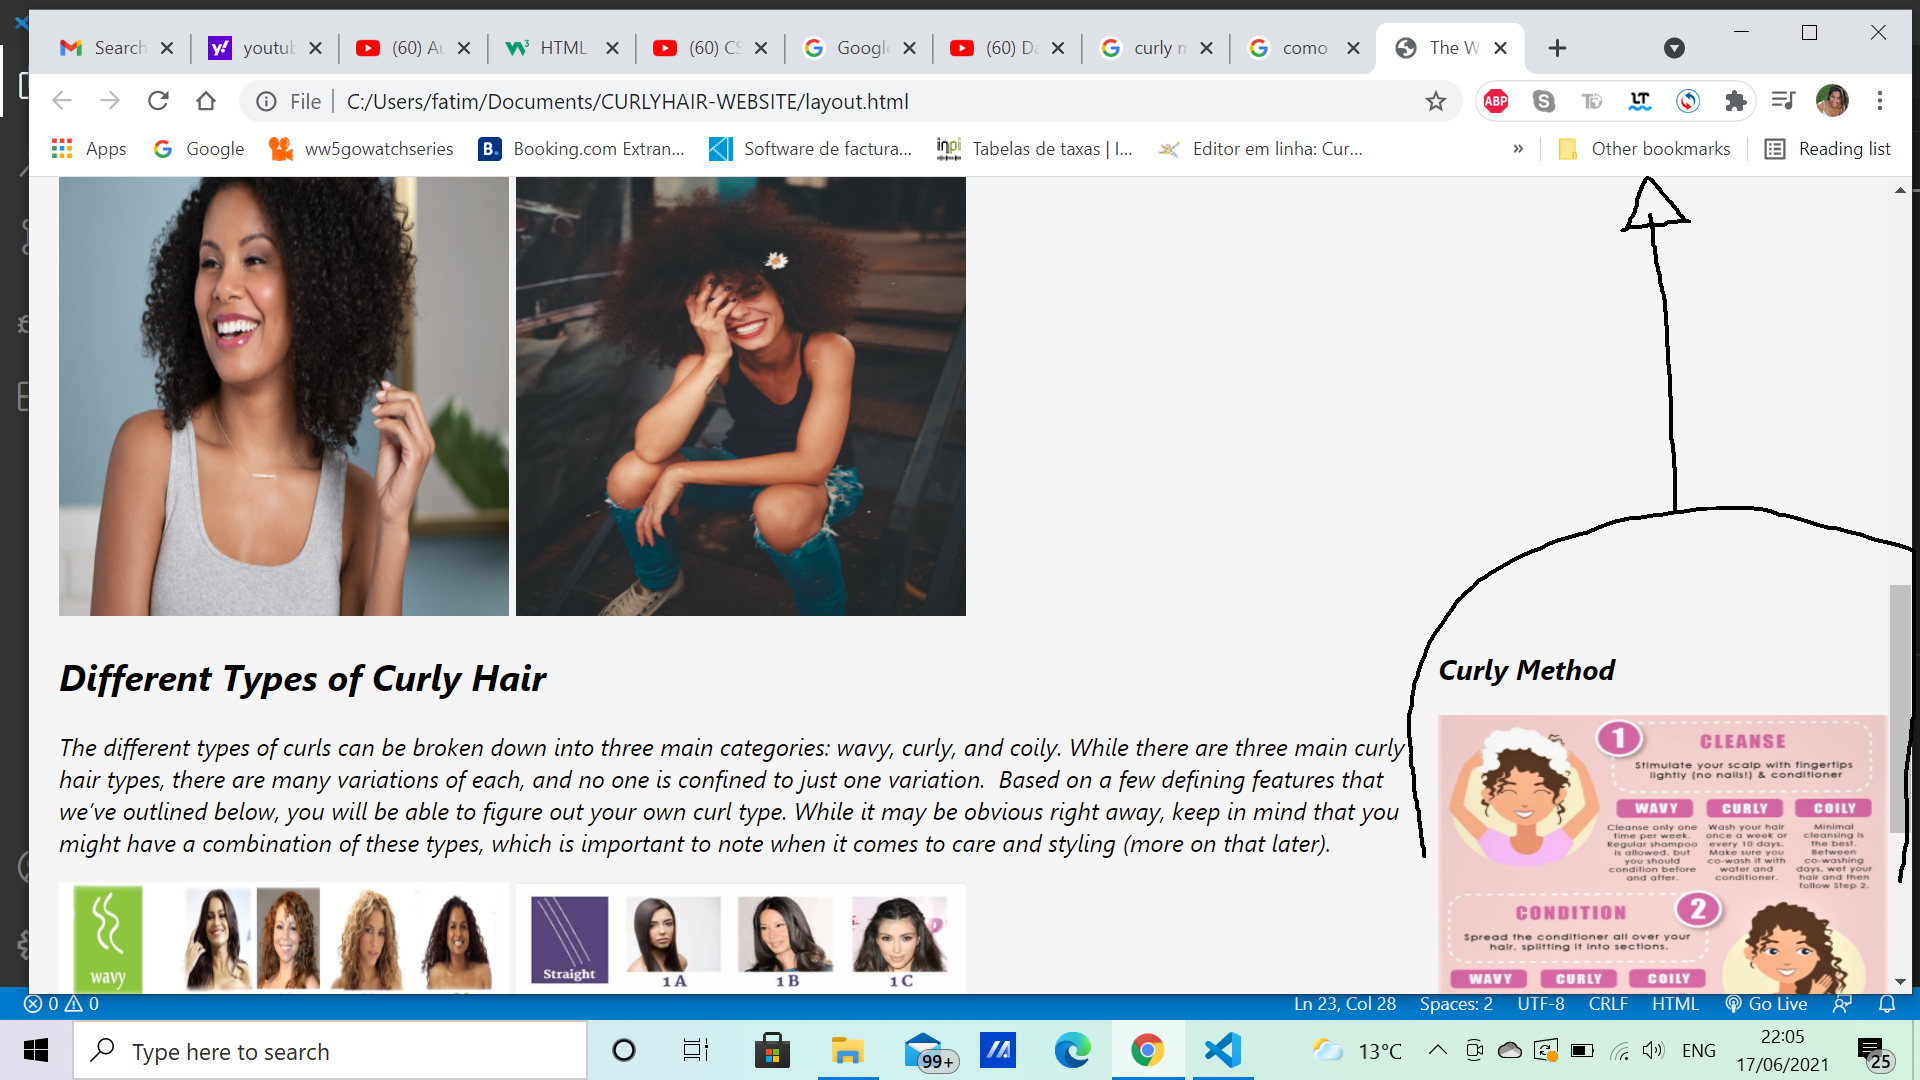 Search
youtub
(60) Au
HTML
(60) CS
Google
(60) Da
curly m
como
The W
File
C:/Users/fatim/Documents/CURLYHAIR-WEBSITE/layout.html
ABP
LT
Apps
Google
ww5gowatchseries
B.
Booking.com Extran...
Software de factura...
inpi
Tabelas de taxas | I...
Editor em linha: Cur...
»
Other bookmarks
Reading list
Different Types of Curly Hair
The different types of curls can be broken down into three main categories: wavy, curly, and coily. While there are three main curly
hair types, there are many variations of each, and no one is confined to just one variation. Based on a few defining features that
we've outlined below, you will be able to figure out your own curl type. While it may be obvious right away, keep in mind that you
might have a combination of these types, which is important to note when it comes to care and styling (more on that later).
wavy
Straight
1A
1B
1C
Curly Method
1
CLEANSE
Stimulate your scalp with fingertips
lightly (no nails!) & conditioner
WAVY
CURLY
COILY
Cleanse only one
time per week.
Regular shampoo
is allowed, but
you should
condition before
and after.
Wash your hair
once a week or
every 10 days.
Make sure you
co-wash it with
water and
conditioner.
Minimal
cleansing is
the best.
Between
co-washing
days, wet your
hair and then
follow Step 2.
CONDITION
2
Spread the conditioner all over your
hair, splitting it into sections.
WAVY
CURLY
COILY
0
0
Ln 23, Col 28
Spaces: 2
UTF-8
CRLF
HTML
Go Live
Type here to search
99+
13°C
ENG
22:05
17/06/2021
25